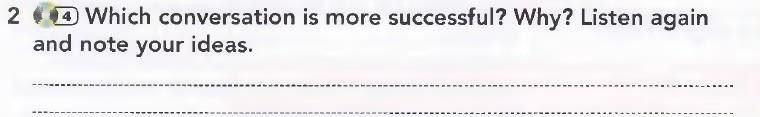 2 4 Which conversation is more successful? Why? Listen again
and note your ideas.